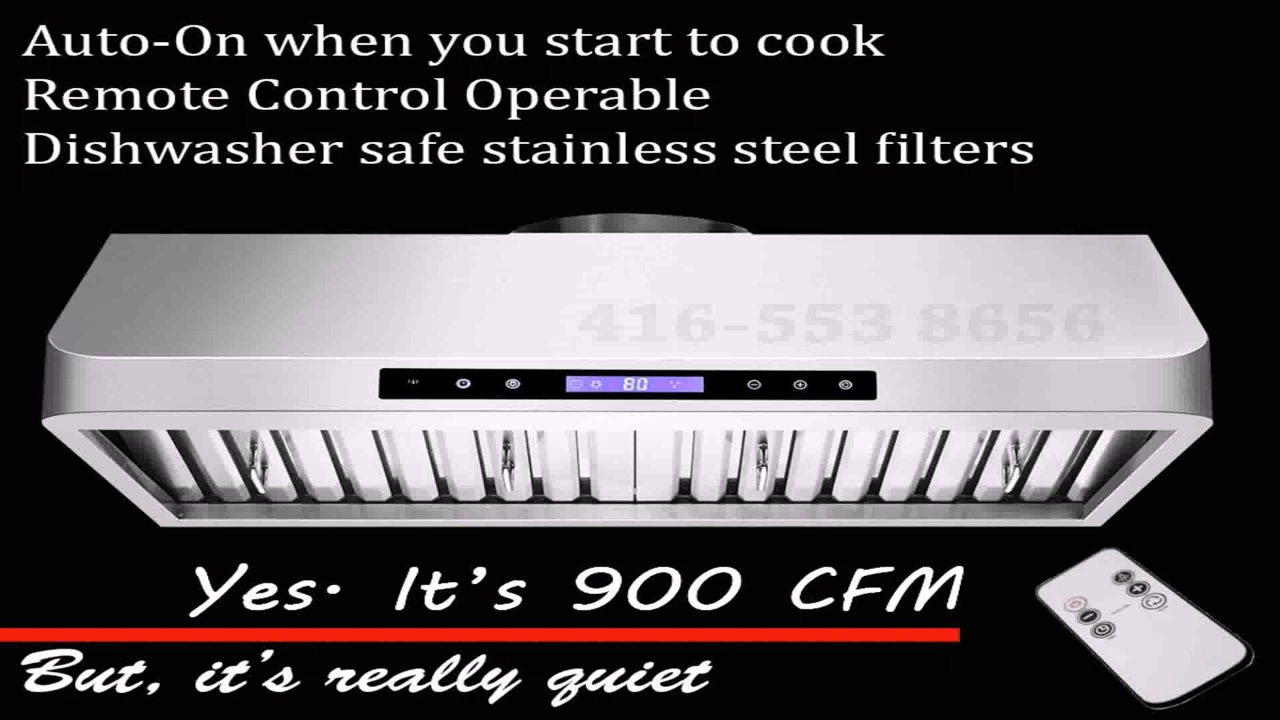 Auto-On when you start to cook
Remote Control Operable
Dishwasher safe stainless steel filters
416-553 8656
80
Yes. It's 900 CFM
But, it's really quiet